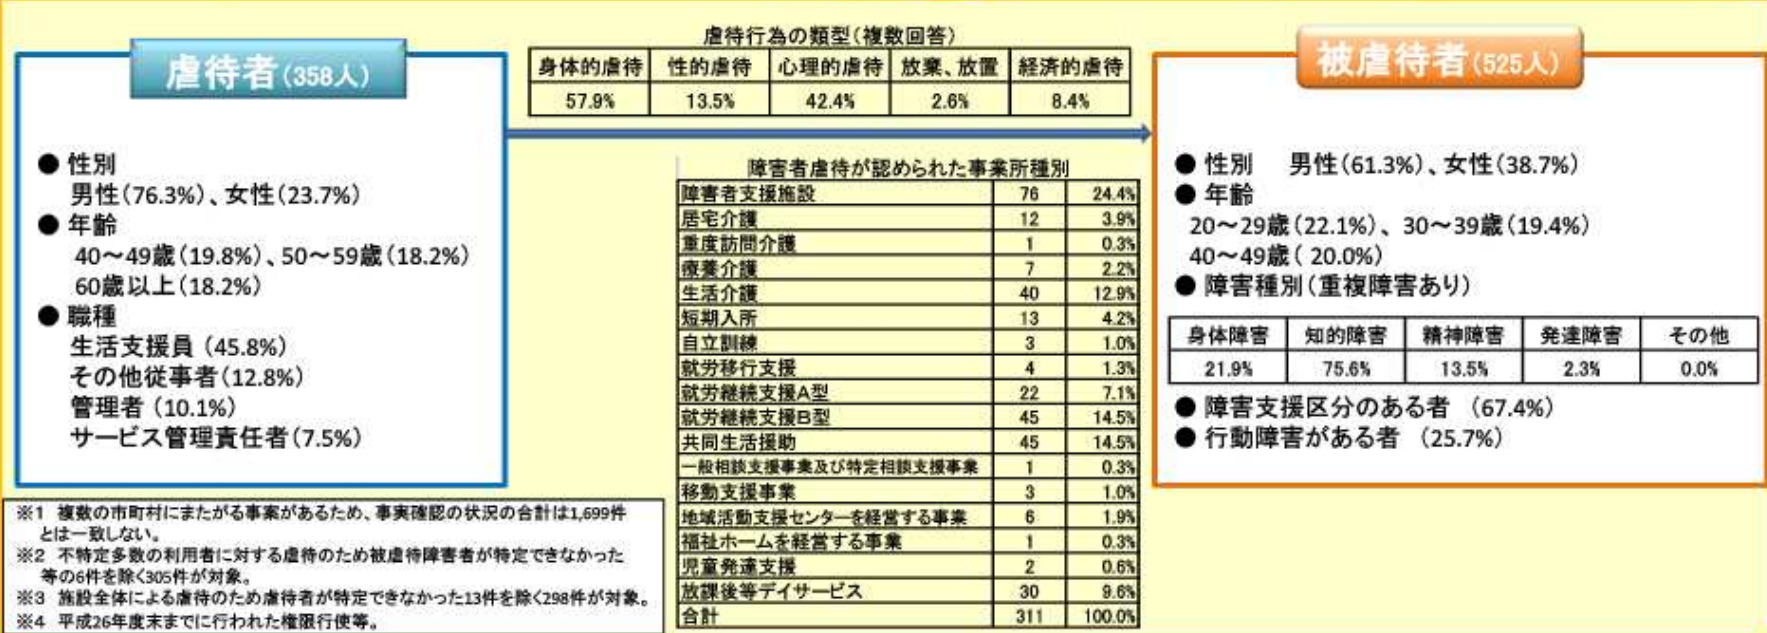 虐待者(358人)
● 性別
男性(76.3%)、女性(23.7%)
● 年齢
40～49歳(19.8%)、50～59歳(18.2%)
60歳以上(18.2%)
● 職種
生活支援員 (45.8%)
その他従事者(12.8%)
管理者 (10.1%)
サービス管理責任者(7.5%)
虐待行為の類型(複数回答)
身体的虐待 性的虐待 心理的虐待 放棄、放置 経済的虐待
57.9% 13.5% 42.4% 2.6% 8.4%
障害者虐待が認められた事業所種別
障害者支援施設 76 24.4%
居宅介護 12 3.9%
重度訪問介護 1 0.3%
療養介護 7 2.2%
生活介護 40 12.9%
短期入所 13 4.2%
自立訓練 3 1.0%
就労移行支援 4 1.3%
就労継続支援A型 22 7.1%
就労継続支援B型 45 14.5%
共同生活援助 45 14.5%
一般相談支援事業及び特定相談支援事業 1 0.3%
移動支援事業 3 1.0%
地域活動支援センターを経営する事業 6 1.9%
福祉ホームを経営する事業 1 0.3%
児童発達支援 2 0.6%
放課後等デイサービス 30 9.6%
合計 311 100.0%
被虐待者(525人)
● 性別 男性(61.3%)、女性(38.7%)
● 年齢
20～29歳(22.1%)、30～39歳(19.4%)
40～49歳( 20.0%)
● 障害種別(重複障害あり)
身体障害 知的障害 精神障害 発達障害 その他
21.9% 75.6% 13.5% 2.3% 0.0%
● 障害支援区分のある者 (67.4%)
● 行動障害がある者 (25.7%)
※1 複数の市町村にまたがる事案があるため、事実確認の状況の合計は1,699件
とは一致しない。
※2 不特定多数の利用者に対する虐待のため被虐待障害者が特定できなかった
等の6件を除く305件が対象。
※3 施設全体による虐待のため虐待者が特定できなかった13件を除く298件が対象。
※4 平成26年度末までに行われた権限行使等。